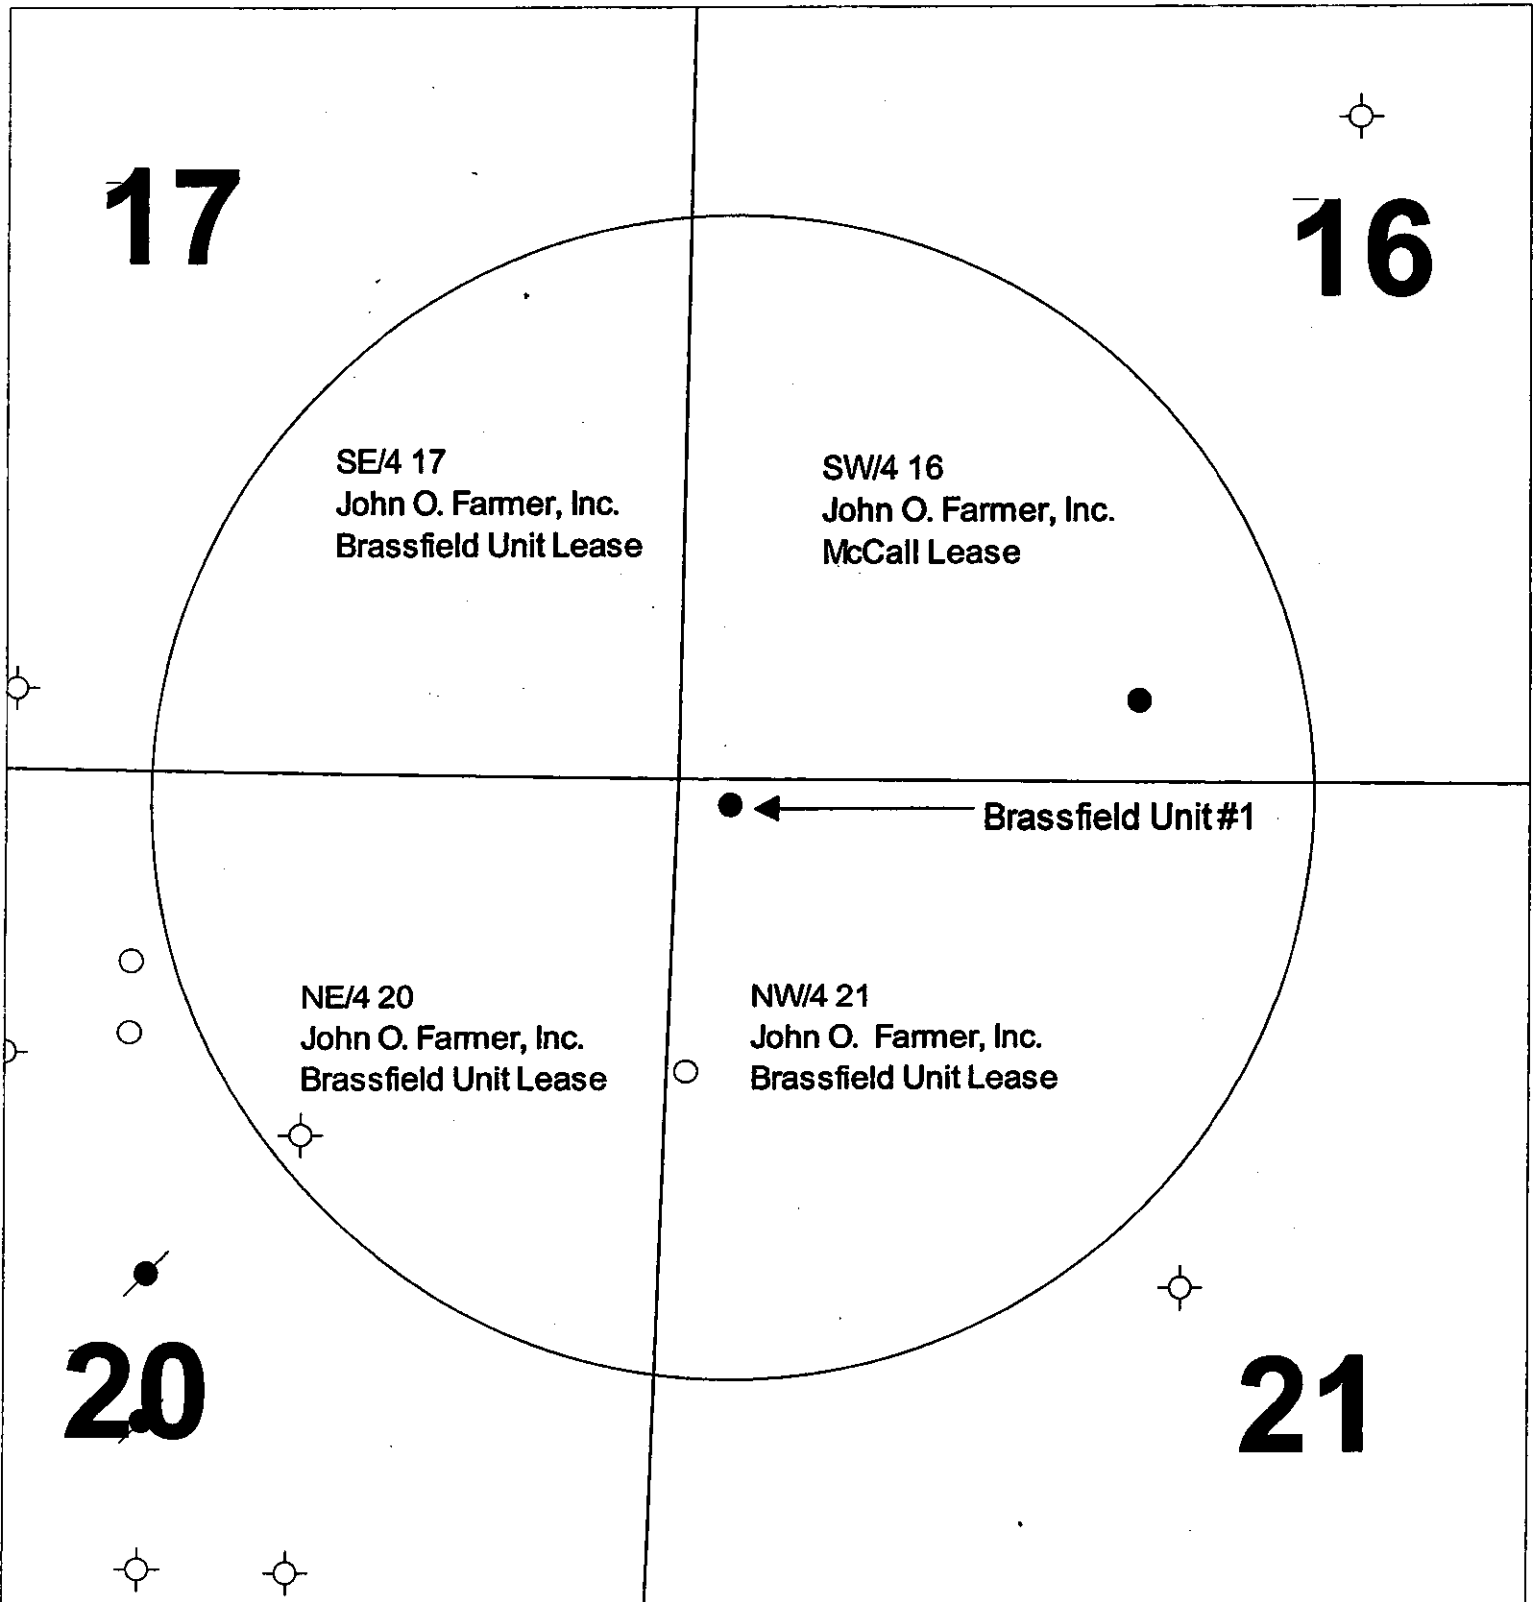 17
16
SE/4 17
John O. Farmer, Inc.
Brassfield Unit Lease
SW/4 16
John O. Farmer, Inc.
McCall Lease
Brassfield Unit #1
NE/4 20
John O. Farmer, Inc.
Brassfield Unit Lease
NW/4 21
John O. Farmer, Inc.
Brassfield Unit Lease
20
21